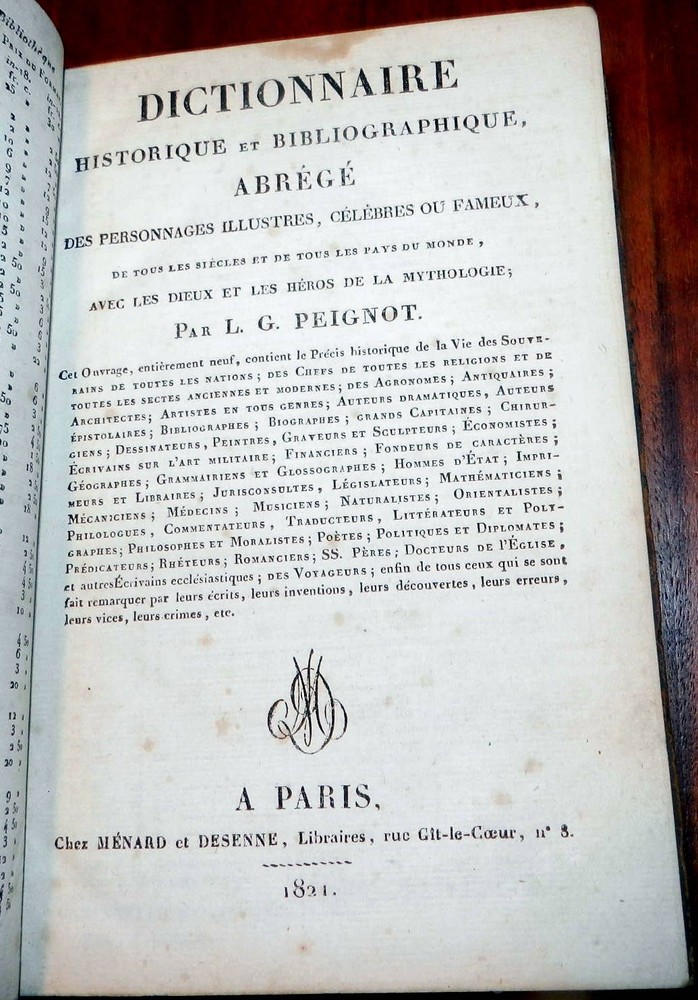 Bibliothèque
in-18.
fr. c.
DICTIONNAIRE
HISTORIQUE ET BIBLIOGRAPHIQUE,
ABRÉGÉ
DES PERSONNAGES ILLUSTRES, CÉLÈBRES OU FAMEUX,
DE TOUS LES SIÈCLES ET DE TOUS LES PAYS DU MONDE,
AVEC LES DIEUX ET LES HÉROS DE LA MYTHOLOGIE;
PAR L. G. PEIGNOT.
Cet Ouvrage, entièrement neuf, contient le Précis historique de la Vie des SOUVE-
RAINS DE TOUTES LES NATIONS; DES CHEFS DE TOUTES LES RELIGIONS ET DE
TOUTES LES SECTES ANCIENNES ET MODERNES; DES AGRONOMES; ANTIQUAIRES;
ARCHITECTES; ARTISTES EN TOUS GENRES; AUTEURS DRAMATIQUES, AUTEURS
ÉPISTOLAIRES; BIBLIOGRAPHES; BIOGRAPHES; GRANDS CAPITAINES; CHIRUR-
GIENS; DESSINATEURS, PEINTRES, GRAVEURS ET SCULPTEURS; ÉCONOMISTES;
ÉCRIVAINS SUR L'ART MILITAIRE; FINANCIERS; FONDEURS DE CARACTÈRES;
GÉOGRAPHES; GRAMMAIRIENS ET GLOSSOGRAPHES; HOMMES D'ÉTAT; IMPRI-
MEURS ET LIBRAIRES; JURISCONSULTES, LÉGISLATEURS; MATHÉMATICIENS;
MÉCANICIENS; MÉDECINS; MUSICIENS; NATURALISTES; ORIENTALISTES;
PHILOLOGUES, COMMENTATEURS, TRADUCTEURS, LITTÉRATEURS ET POLY-
GRAPHES; PHILOSOPHES ET MORALISTES; POÈTES; POLITIQUES ET DIPLOMATES;
PRÉDICATEURS; RHÉTEURS; ROMANCIERS; SS. PÈRES; DOCTEURS DE L'ÉGLISE,
et autres Écrivains ecclésiastiques; DES VOYAGEURS; enfin de tous ceux qui se sont
fait remarquer par leurs écrits, leurs inventions, leurs découvertes, leurs erreurs,
leurs vices, leurs crimes, etc.
A PARIS,
Chez MÉNARD et DESENNE, Libraires, rue Gît-le-Cœur, n° 8.
1821.